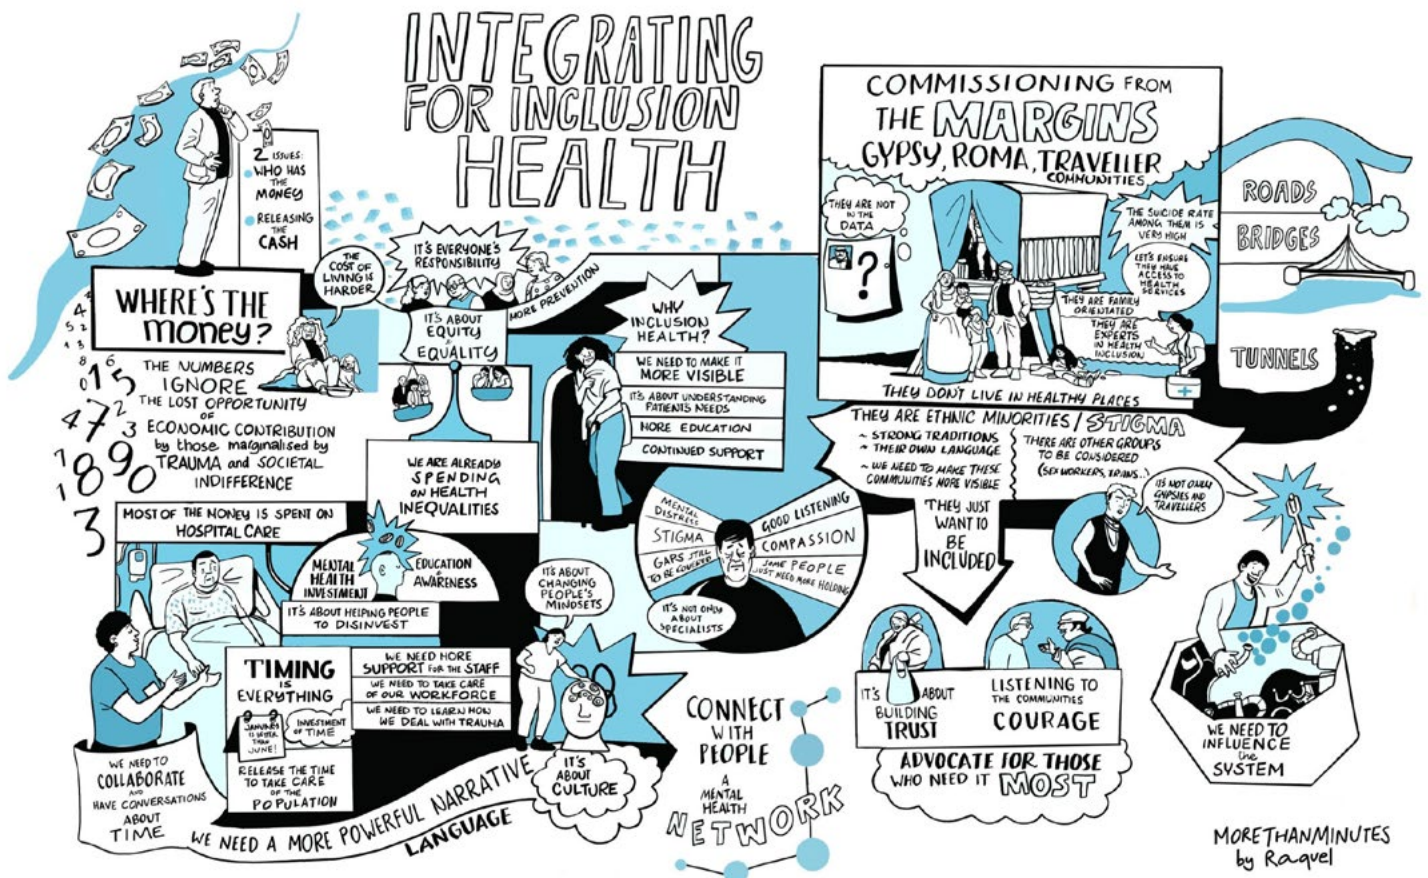 INTEGRATING
FOR INCLUSION
HEALTH
2 ISSUES:
WHO HAS
THE
MONEY
RELEASING
THE
CASH
WHERE'S THE
MONEY?
THE
COST OF
LIVING IS
HARDER
THE NUMBERS
IGNORE
THE LOST OPPORTUNITY
OF
ECONOMIC CONTRIBUTION
by those marginalised by
TRAUMA and SOCIETAL
INDIFFERENCE
MOST OF THE MONEY IS SPENT ON
HOSPITAL CARE
IT'S EVERYONE'S
RESPONSIBILITY
MORE PREVENTION
IT'S ABOUT
EQUITY
&
EQUALITY
WE ARE ALREADY
SPENDING
ON HEALTH
INEQUALITIES
MENTAL
HEALTH
INVESTMENT
EDUCATION
&
AWARENESS
IT'S ABOUT HELPING PEOPLE
TO DISINVEST
WHY
INCLUSION
HEALTH?
WE NEED TO MAKE IT
MORE VISIBLE
IT'S ABOUT UNDERSTANDING
PATIENTS NEEDS
MORE EDUCATION
CONTINUED SUPPORT
MENTAL
DISTRESS
STIGMA
GAPS STILL
TO BE COVERED
GOOD LISTENING
COMPASSION
SOME PEOPLE
JUST NEED MORE HOLDING
IT'S NOT ONLY
ABOUT
SPECIALISTS
IT'S ABOUT
CHANGING
PEOPLE'S
MINDSETS
TIMING
IS
EVERYTHING
JANUARY
IS BETTER
THAN
JUNE!
INVESTMENT
OF TIME
RELEASE THE TIME
TO TAKE CARE
OF THE
POPULATION
WE NEED MORE
SUPPORT FOR THE STAFF
WE NEED TO TAKE CARE
OF OUR WORKFORCE
WE NEED TO LEARN HOW
WE DEAL WITH TRAUMA
WE NEED TO
COLLABORATE
AND
HAVE CONVERSATIONS
ABOUT
TIME
WE NEED A MORE POWERFUL NARRATIVE
LANGUAGE
IT'S
ABOUT
CULTURE
CONNECT
WITH
PEOPLE
A
MENTAL
HEALTH
NETWORK
COMMISSIONING FROM
THE MARGINS
GYPSY, ROMA, TRAVELLER
COMMUNITIES
THEY ARE NOT
IN THE
DATA
?
THE SUICIDE RATE
AMONG THEM IS
VERY HIGH
LET'S ENSURE
THEY HAVE
ACCESS TO
HEALTH
SERVICES
THEY ARE FAMILY
ORIENTATED
THEY ARE
EXPERTS
IN HEALTH
INCLUSION
THEY DON'T LIVE IN HEALTHY PLACES
THEY ARE ETHNIC MINORITIES / STIGMA
~ STRONG TRADITIONS
~ THEIR OWN LANGUAGE
~ WE NEED TO MAKE THESE
COMMUNITIES MORE VISIBLE
THERE ARE OTHER GROUPS
TO BE CONSIDERED
(SEX WORKERS, TRANS...)
IT'S NOT ONLY
GYPSIES AND
TRAVELLERS
THEY JUST
WANT TO
BE
INCLUDED
IT'S ABOUT
BUILDING
TRUST
LISTENING TO
THE COMMUNITIES
COURAGE
ADVOCATE FOR THOSE
WHO NEED IT MOST
ROADS
BRIDGES
TUNNELS
WE NEED TO
INFLUENCE
the
SYSTEM
MORETHANMINUTES
by Raquel